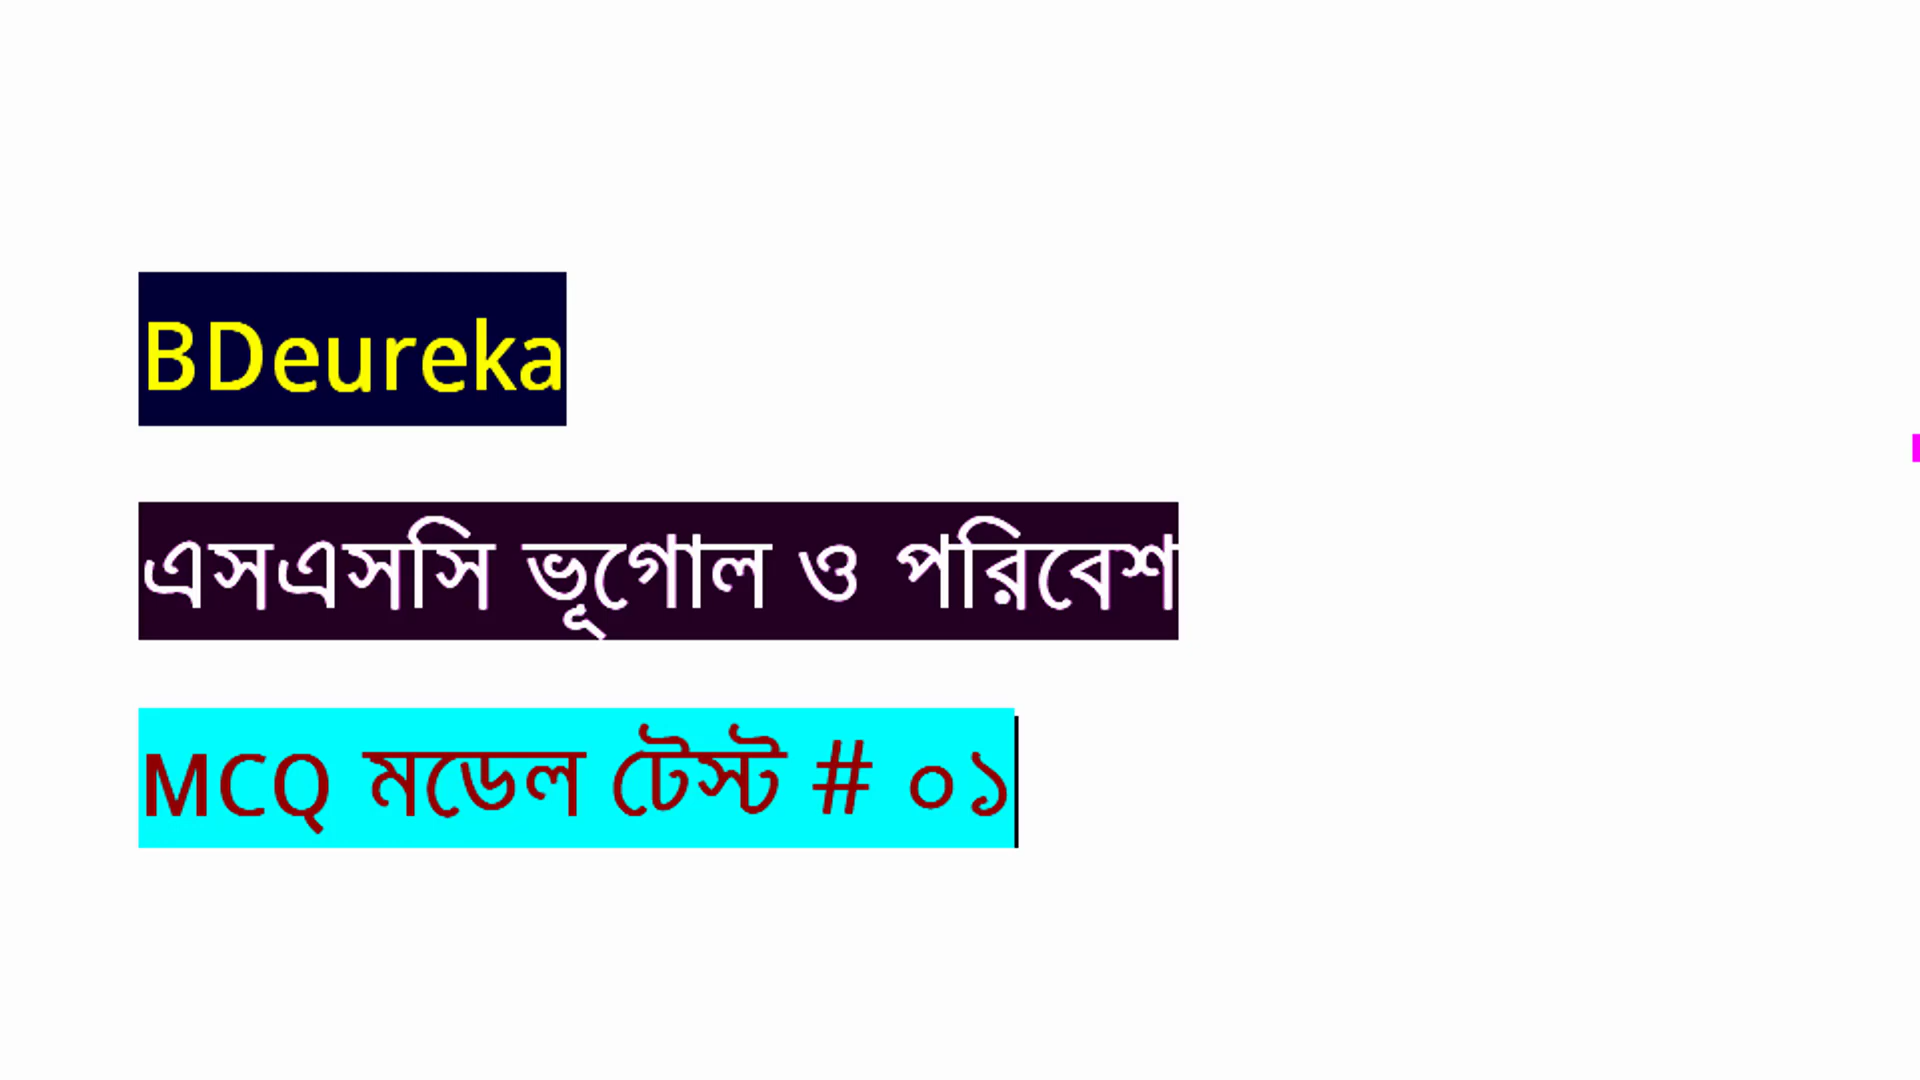 BDeureka
এসএসসি ভূগোল ও পরিবেশ
MCQ মডেল টেস্ট # ০১